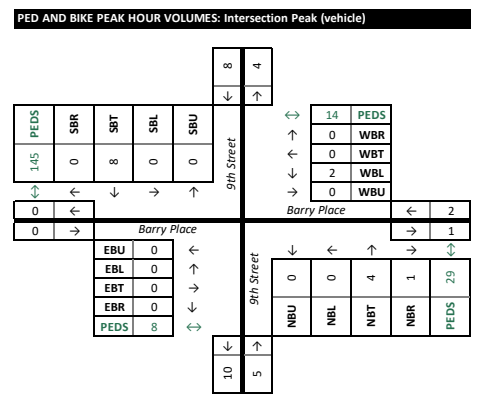 PED AND BIKE PEAK HOUR VOLUMES: Intersection Peak (vehicle)
8 4
↓ ↑
PEDS SBR SBT SBL SBU
145 0 8 0 0
↕ ← ↓ → ↑
9th Street
↔ 14 PEDS
↑ 0 WBR
← 0 WBT
↓ 2 WBL
→ 0 WBU
0 ←
Barry Place
← 2
0 →
Barry Place
→ 1
EBU 0 ←
EBL 0 ↑
EBT 0 →
EBR 0 ↓
PEDS 8 ↔
9th Street
↓ ← ↑ → ↕
0 0 4 1 29
NBU NBL NBT NBR PEDS
↓ ↑
10 5